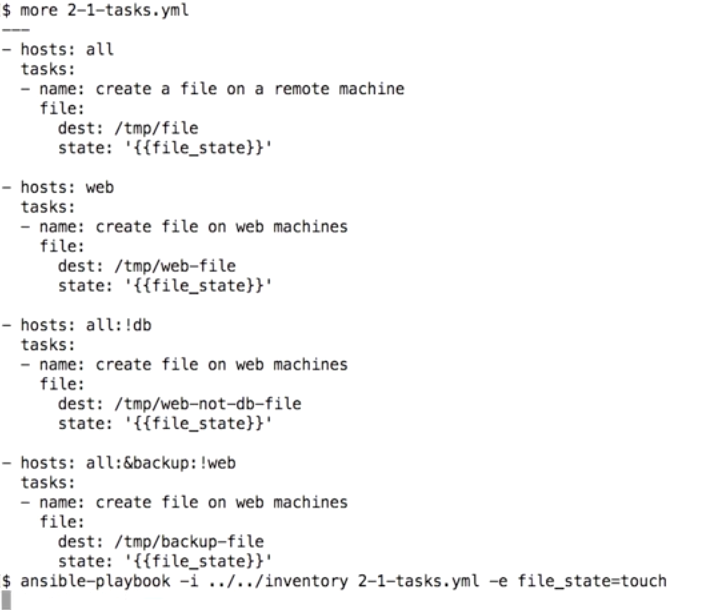 $ more 2-1-tasks.yml
---
- hosts: all
  tasks:
  - name: create a file on a remote machine
    file:
      dest: /tmp/file
      state: '{{file_state}}'

- hosts: web
  tasks:
  - name: create file on web machines
    file:
      dest: /tmp/web-file
      state: '{{file_state}}'

- hosts: all:!db
  tasks:
  - name: create file on web machines
    file:
      dest: /tmp/web-not-db-file
      state: '{{file_state}}'

- hosts: all:&backup:!web
  tasks:
  - name: create file on web machines
    file:
      dest: /tmp/backup-file
      state: '{{file_state}}'
$ ansible-playbook -i ../../inventory 2-1-tasks.yml -e file_state=touch